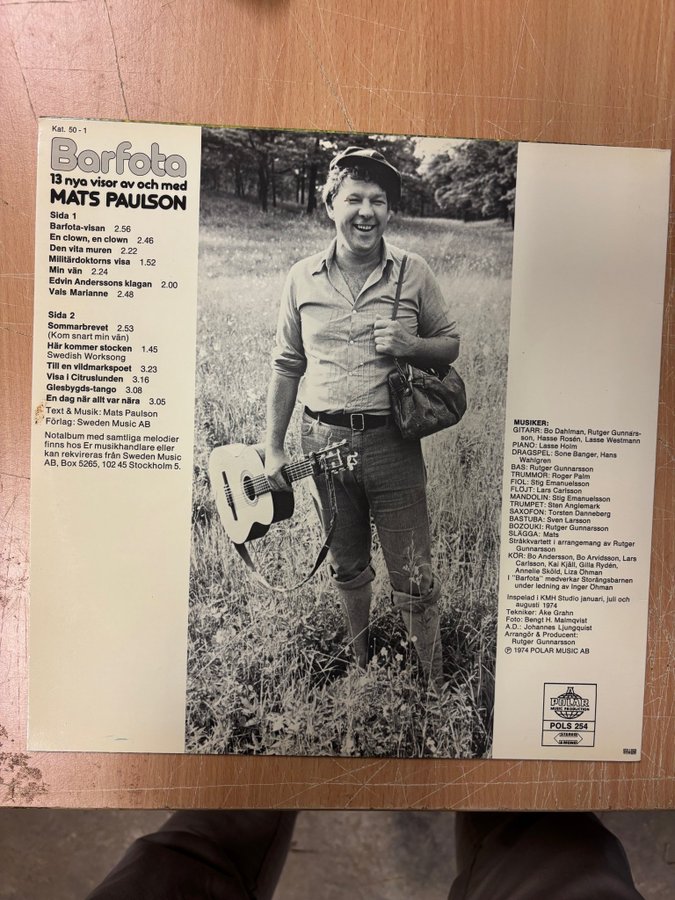 Kat. 50 - 1
Barfota
13 nya visor av och med
MATS PAULSON
Sida 1
Barfota-visan 2.56
En clown, en clown 2.46
Den vita muren 2.22
Militärdoktorns visa 1.52
Min vän 2.24
Edvin Anderssons klagan 2.00
Vals Marianne 2.48
Sida 2
Sommarbrevet 2.53
(Kom snart min vän)
Här kommer stocken 1.45
Swedish Worksong
Till en vildmarkspoet 3.23
Visa i Citruslunden 3.16
Glesbygds-tango 3.08
En dag när allt var nära 3.05
Text & Musik: Mats Paulson
Förlag: Sweden Music AB
Notalbum med samtliga melodier
finns hos Er musikhandlare eller
kan rekvireras från Sweden Music
AB, Box 5265, 102 45 Stockholm 5.
MUSIKER:
GITARR: Bo Dahlman, Rutger Gunnars-
son, Hasse Rosén, Lasse Westmann
PIANO: Lasse Holm
DRAGSPEL: Sone Banger, Hans
Wahlgren
BAS: Rutger Gunnarsson
TRUMMOR: Roger Palm
FIOL: Stig Emanuelsson
FLÖJT: Lars Carlsson
MANDOLIN: Stig Emanuelsson
TRUMPET: Sten Anglemark
SAXOFON: Torsten Danneberg
BASTUBA: Sven Larsson
BOZOUKI: Rutger Gunnarsson
SLÄGGA: Mats
Stråkkvartett i arrangemang av Rutger
Gunnarsson
KÖR: Bo Andersson, Bo Arvidsson, Lars
Carlsson, Kai Kjäll, Gilla Rydén,
Annelie Sköld, Liza Öhman
I "Barfota" medverkar Storängsbarnen
under ledning av Inger Öhman
Inspelad i KMH Studio januari, juli och
augusti 1974
Tekniker: Åke Grahn
Foto: Bengt H. Malmqvist
A.D.: Johannes Ljungquist
Arrangör & Producent:
Rutger Gunnarsson
℗ 1974 POLAR MUSIC AB
A
POLAR
MUSIC PRODUCTION
POLS 254
STEREO
& MONO